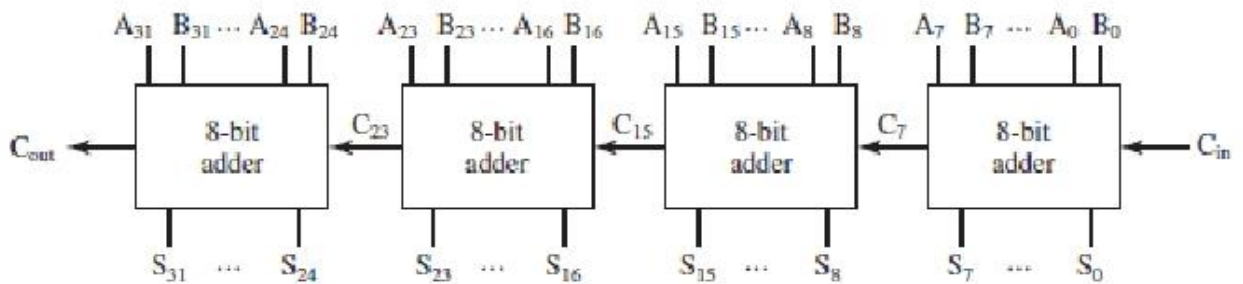 A₃₁ B₃₁ ... A₂₄ B₂₄ A₂₃ B₂₃ ... A₁₆ B₁₆ A₁₅ B₁₅ ... A₈ B₈ A₇ B₇ ... A₀ B₀
C_out 8-bit adder C₂₃ 8-bit adder C₁₅ 8-bit adder C₇ 8-bit adder C_in
S₃₁ ... S₂₄ S₂₃ ... S₁₆ S₁₅ ... S₈ S₇ ... S₀